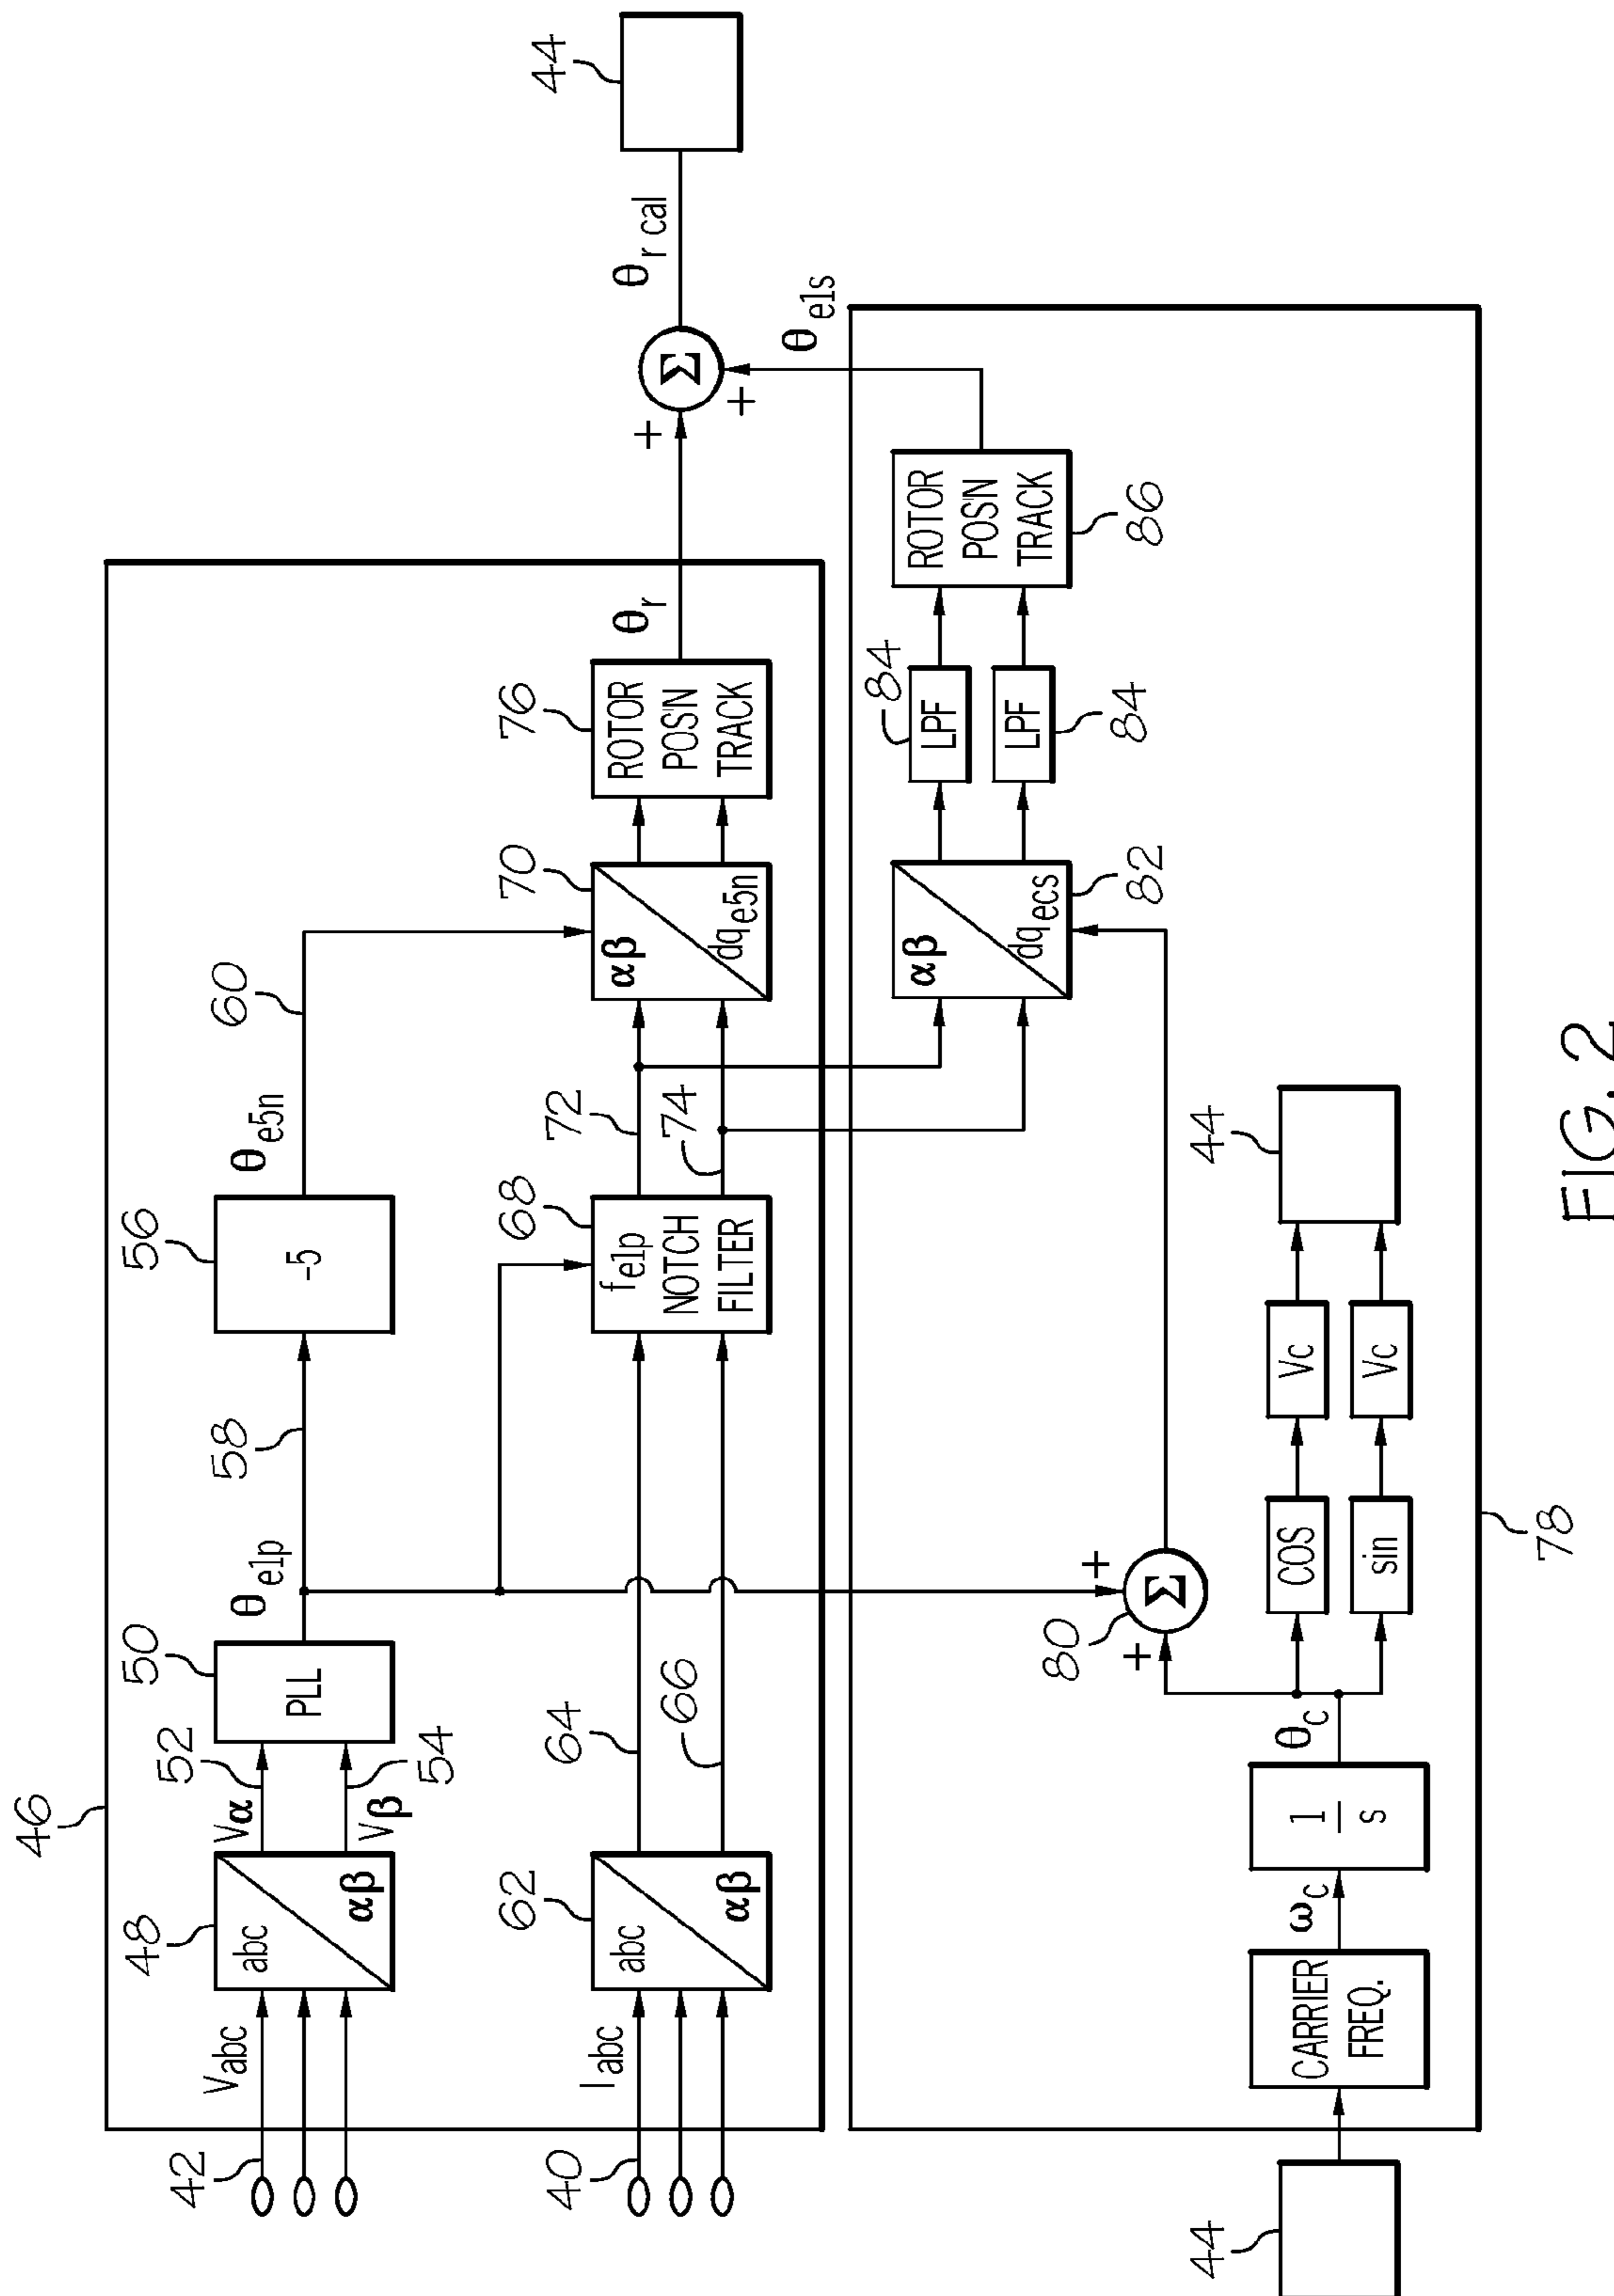 46
42
Vabc
48
abc
αβ
Vα
52
Vβ
54
50
PLL
θe1p
58
56
-5
θe5n
60
40
Iabc
62
abc
αβ
64
66
68
fe1p
NOTCH
FILTER
72
74
70
αβ
dqe5n
76
ROTOR
POS'N
TRACK
θr
+
+
Σ
θr cal
44
θe1s
80
+
+
Σ
αβ
dqecs
82
84
LPF
LPF
84
ROTOR
POS'N
TRACK
86
44
CARRIER
FREQ.
ωc
1
s
θc
COS
sin
Vc
Vc
44
78
FIG. 2